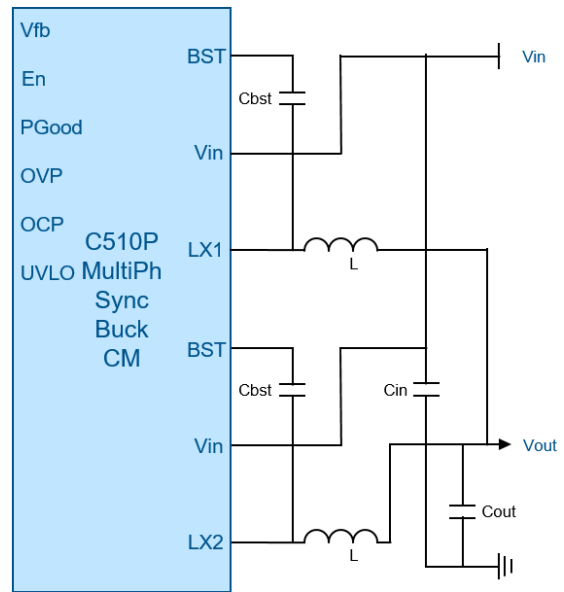 Vfb
En
PGood
OVP
OCP
UVLO
C510P
MultiPh
Sync
Buck
CM
BST
Vin
LX1
BST
Vin
LX2
Cbst
L
Cbst
L
Cin
Vin
Vout
Cout